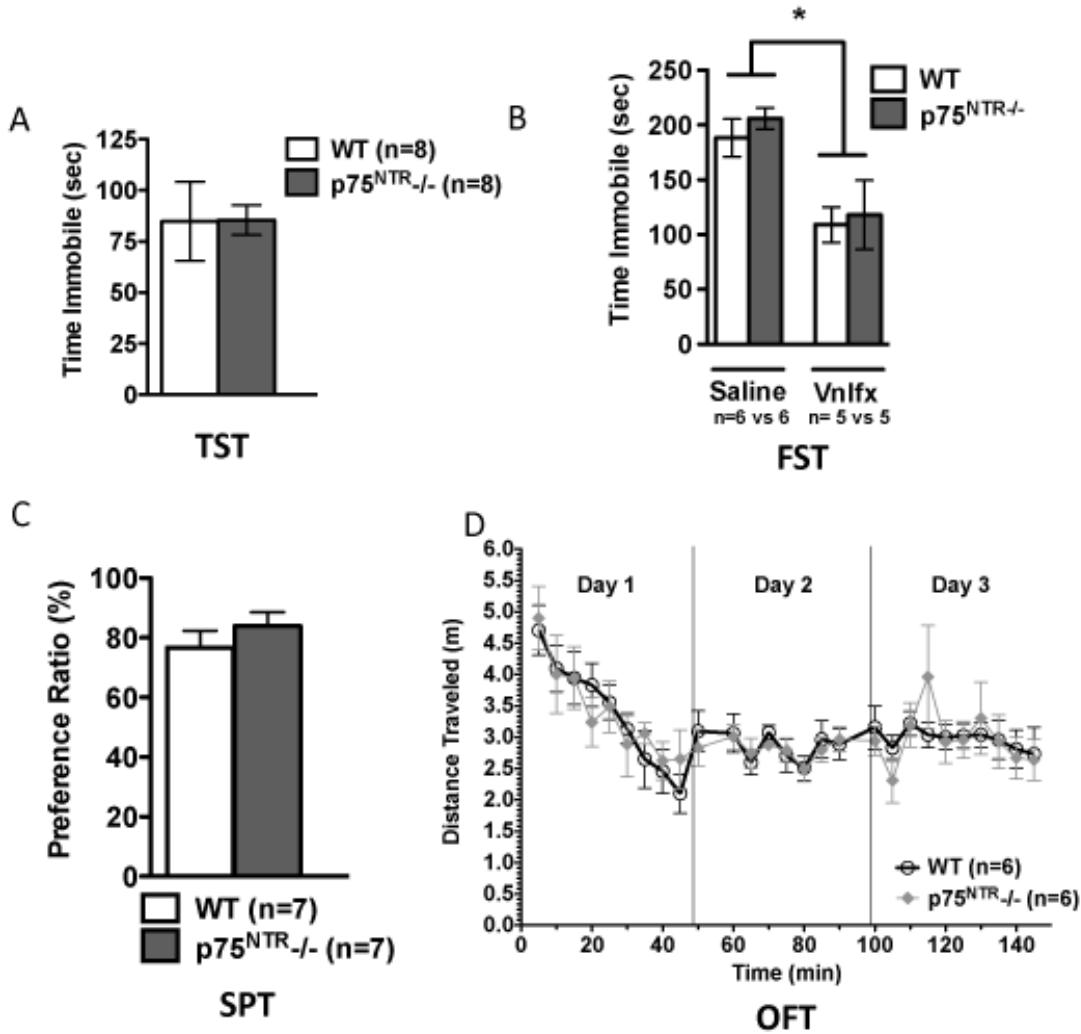 A
Time Immobile (sec)
125
100
75
50
25
0
WT (n=8)
p75NTR-/- (n=8)
TST
B
*
Time Immobile (sec)
250
200
150
100
50
0
WT
p75NTR-/-
Saline
n=6 vs 6
Vnlfx
n= 5 vs 5
FST
C
Preference Ratio (%)
100
80
60
40
20
0
WT (n=7)
p75NTR-/- (n=7)
SPT
D
Distance Traveled (m)
6.0
5.5
5.0
4.5
4.0
3.5
3.0
2.5
2.0
1.5
1.0
0.5
0.0
Day 1
Day 2
Day 3
WT (n=6)
p75NTR-/- (n=6)
0 20 40 60 80 100 120 140
Time (min)
OFT